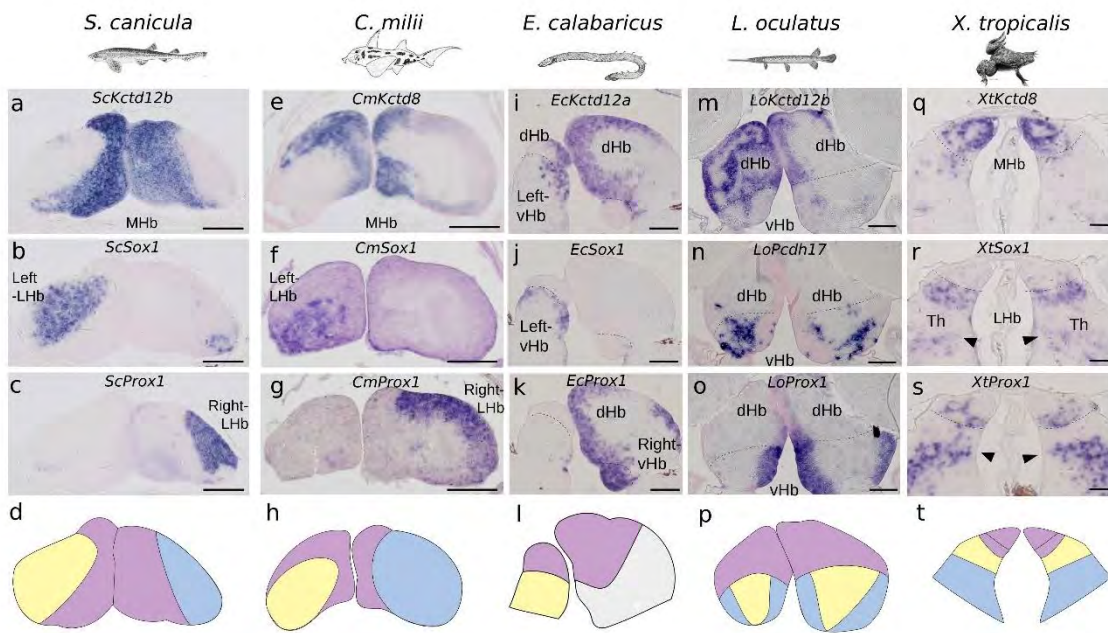 S. canicula C. milii E. calabaricus L. oculatus X. tropicalis
a ScKctd12b MHb
e CmKctd8 MHb
i EcKctd12a dHb dHb Left-vHb
m LoKctd12b dHb dHb vHb
q XtKctd8 MHb
b ScSox1 Left-LHb
f CmSox1 Left-LHb
j EcSox1 Left-vHb
n LoPcdh17 dHb dHb vHb
r XtSox1 Th LHb Th
c ScProx1 Right-LHb
g CmProx1 Right-LHb
k EcProx1 dHb Right-vHb
o LoProx1 dHb dHb vHb
s XtProx1
d h l p t